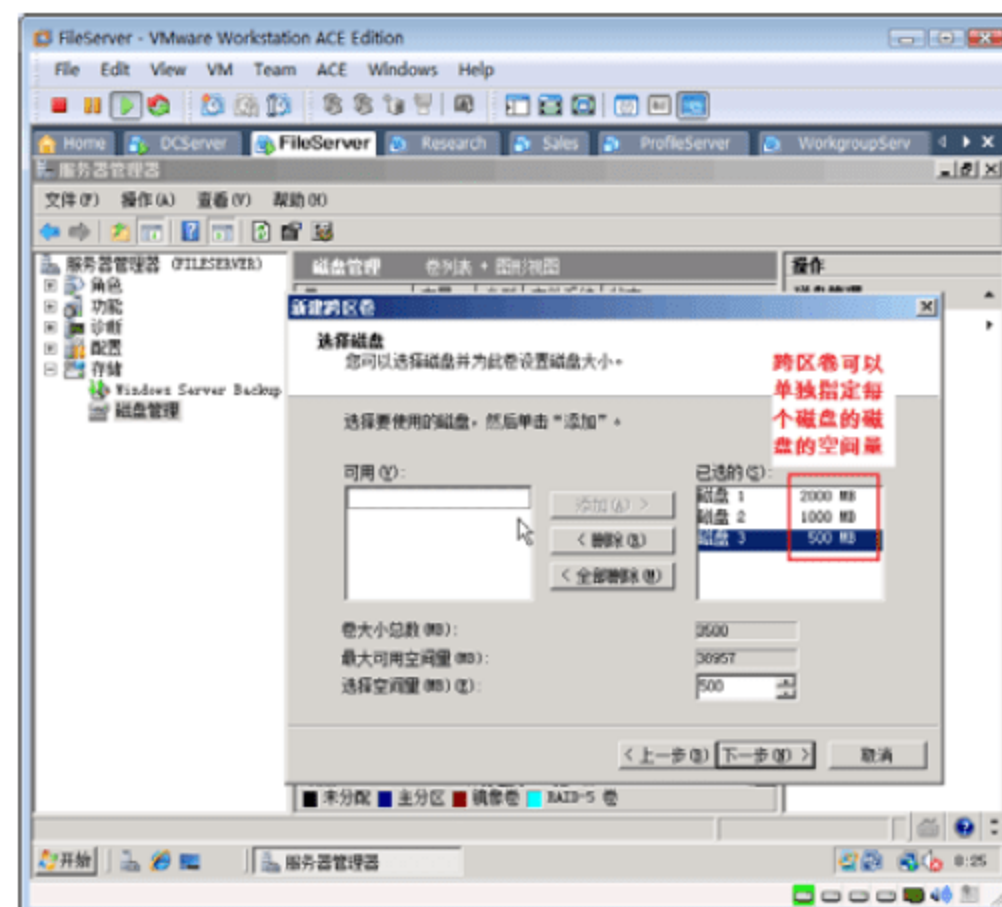 FileServer - VMware Workstation ACE Edition
File Edit View VM Team ACE Windows Help
Home DCServer FileServer Research Sales ProfileServer WorkgroupServ
服务器管理器
文件(F) 操作(A) 查看(V) 帮助(H)
服务器管理器 (FILESERVER)
角色
功能
诊断
配置
存储
Windows Server Backup
磁盘管理
磁盘管理 卷列表 + 图形视图
操作
新建跨区卷
选择磁盘
您可以选择磁盘并为此卷设置磁盘大小。
跨区卷可以
单独指定每
个磁盘的磁
盘的空间量
选择要使用的磁盘，然后单击“添加”。
可用(V):
已选的(S):
添加(A) >
< 删除(R)
< 全部删除(M)
磁盘 1 2000 MB
磁盘 2 1000 MB
磁盘 3 500 MB
卷大小总数(MB): 3500
最大可用空间量(MB): 38957
选择空间量(MB)(E): 500
< 上一步(B) 下一步(N) > 取消
未分配 主分区 镜像卷 RAID-5 卷
开始 服务器管理器 8:25